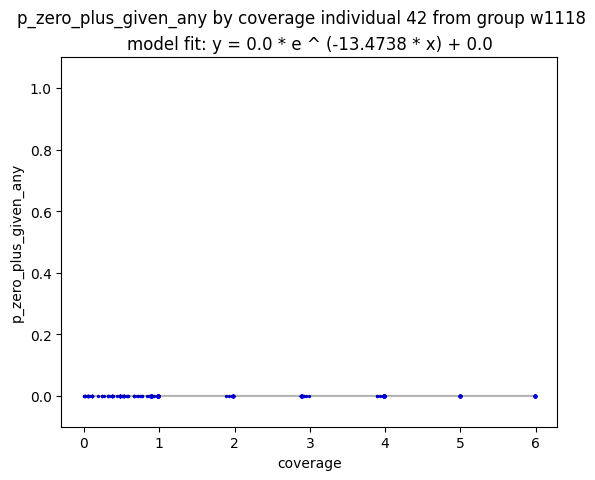 p_zero_plus_given_any by coverage individual 42 from group w1118
model fit: y = 0.0 * e ^ (-13.4738 * x) + 0.0
1.0
0.8
0.6
0.4
0.2
0.0
p_zero_plus_given_any
0 1 2 3 4 5 6
coverage